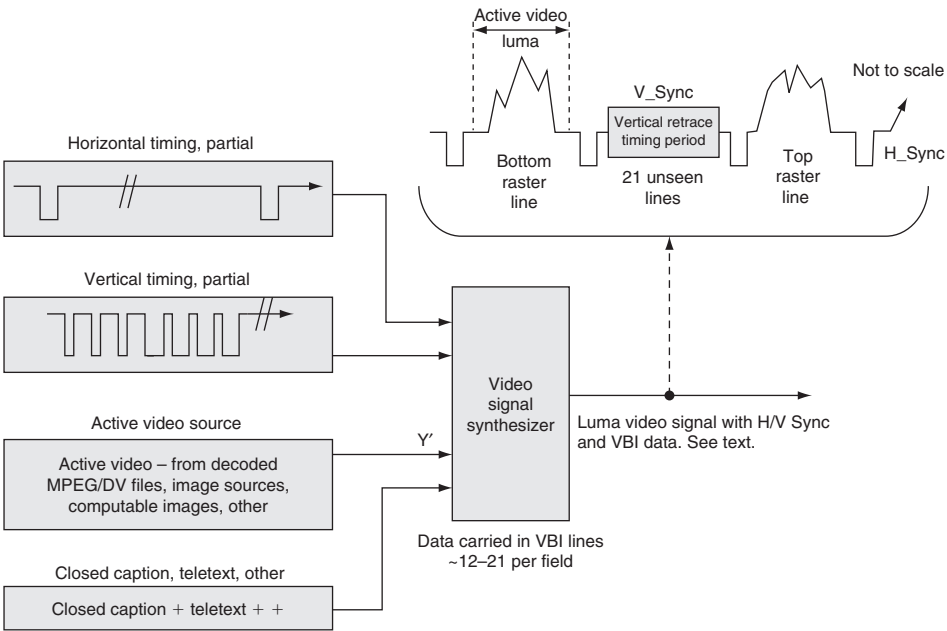 Active video
luma
Not to scale
V_Sync
Vertical retrace
timing period
H_Sync
Bottom
raster
line
21 unseen
lines
Top
raster
line
Horizontal timing, partial
Vertical timing, partial
Video
signal
synthesizer
Active video source
Y′
Active video – from decoded
MPEG/DV files, image sources,
computable images, other
Luma video signal with H/V Sync
and VBI data. See text.
Data carried in VBI lines
~12–21 per field
Closed caption, teletext, other
Closed caption + teletext + +